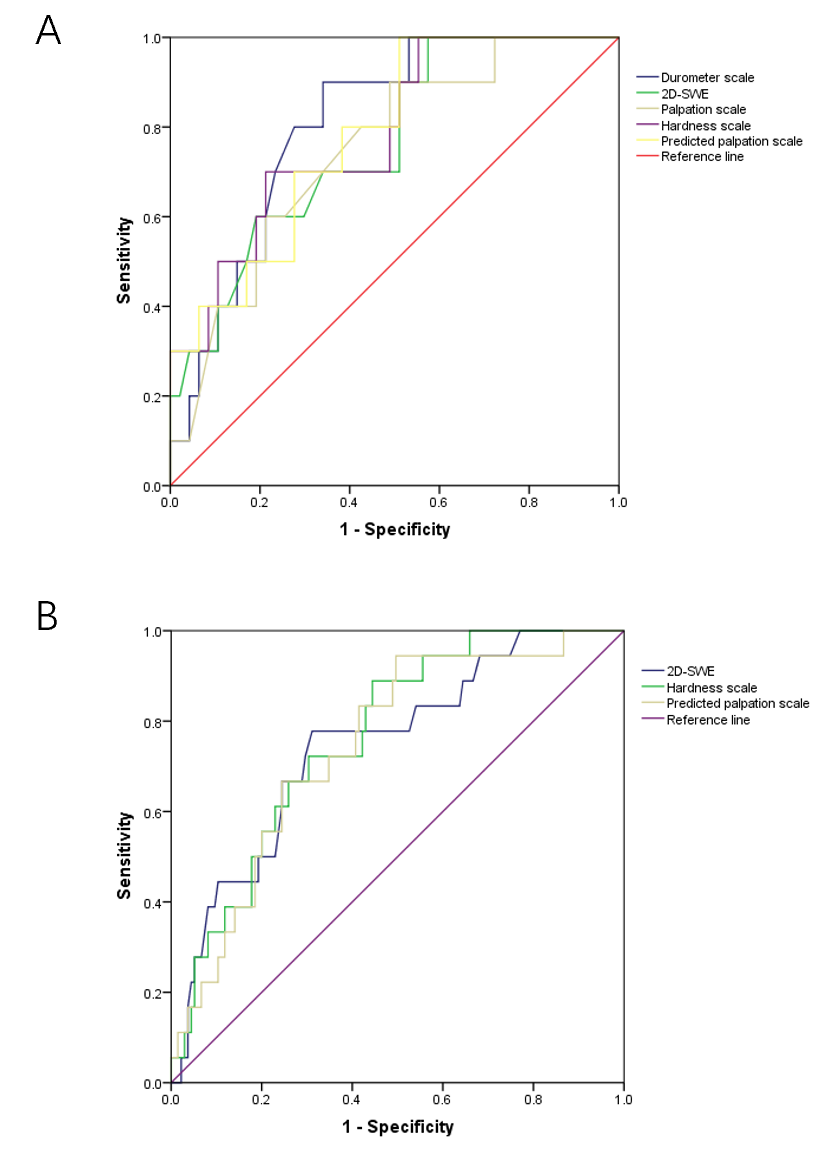 A
1.0
0.8
0.6
0.4
0.2
0.0
Sensitivity
0.0 0.2 0.4 0.6 0.8 1.0
1 - Specificity
Durometer scale
2D-SWE
Palpation scale
Hardness scale
Predicted palpation scale
Reference line
B
1.0
0.8
0.6
0.4
0.2
0.0
Sensitivity
0.0 0.2 0.4 0.6 0.8 1.0
1 - Specificity
2D-SWE
Hardness scale
Predicted palpation scale
Reference line